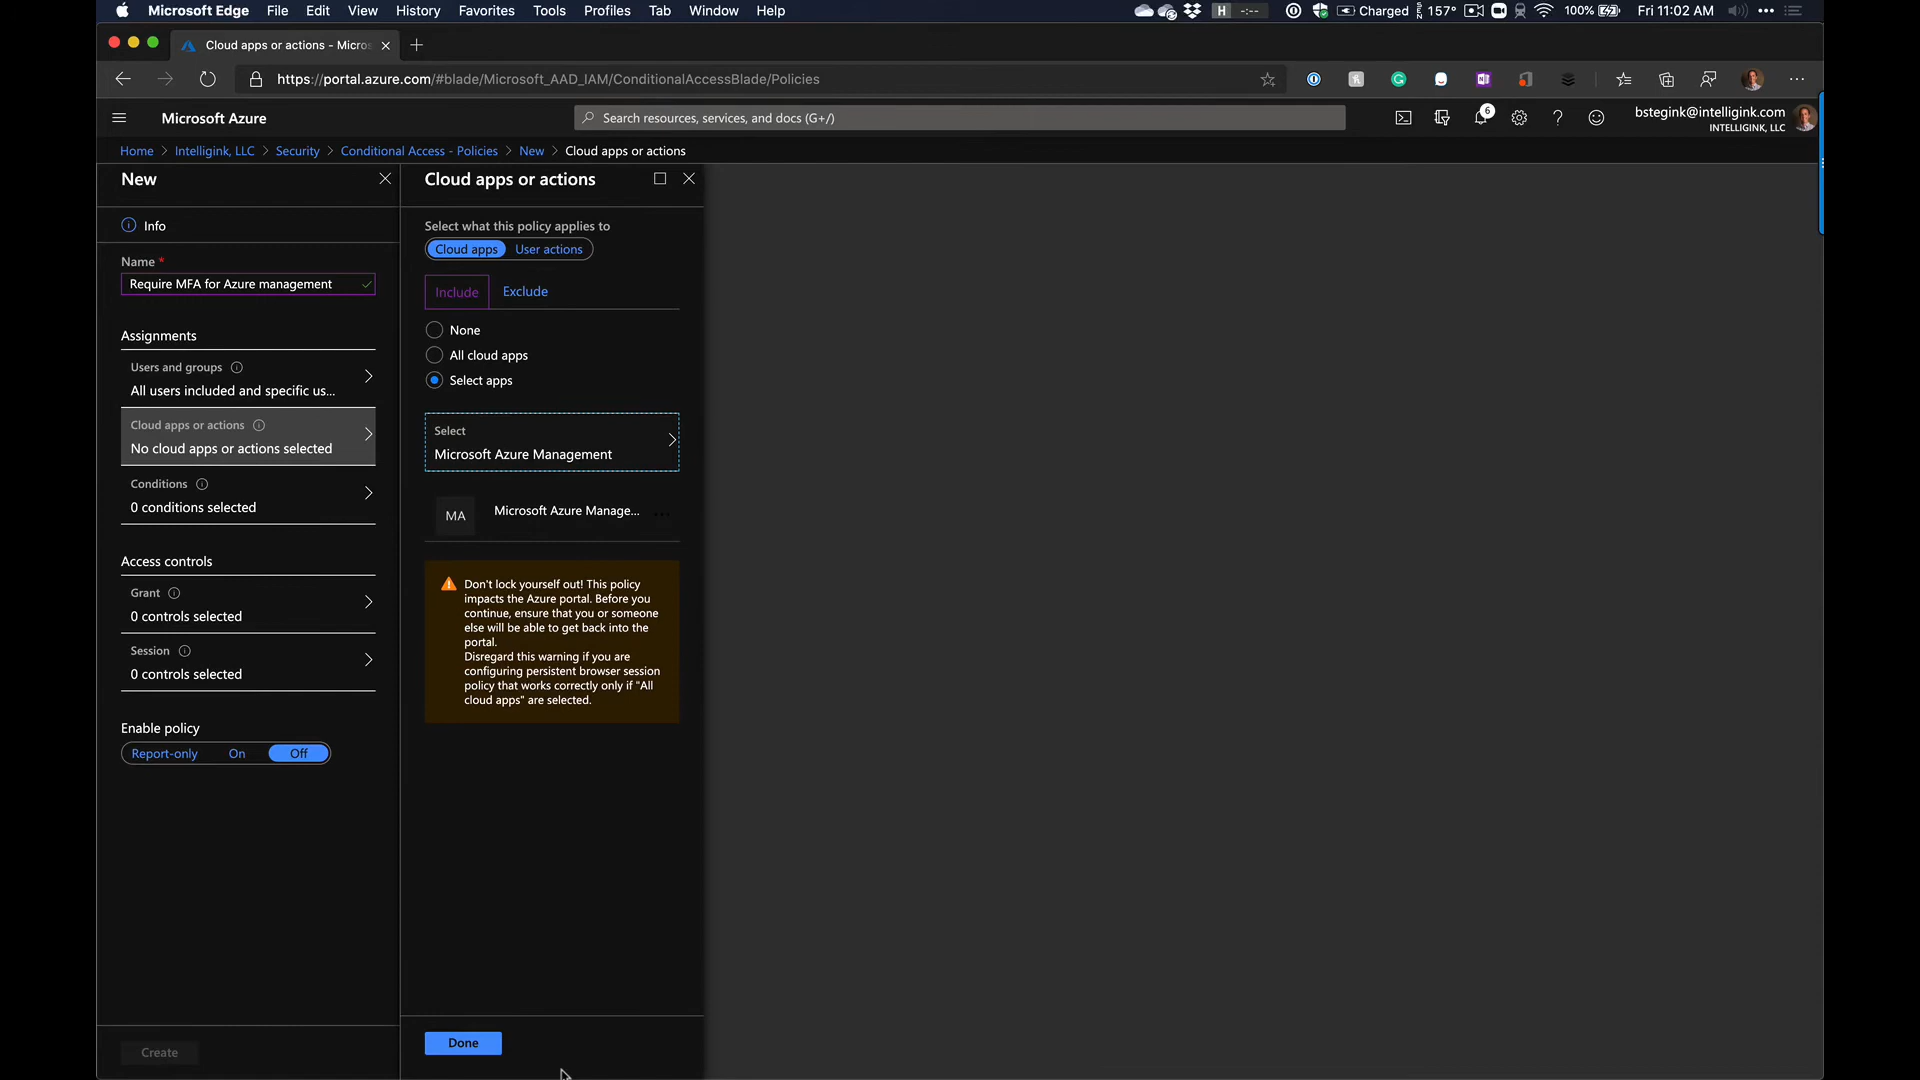 Microsoft Edge File Edit View History Favorites Tools Profiles Tab Window Help H -:-- Charged 157° 100% Fri 11:02 AM
Cloud apps or actions - Micros
https://portal.azure.com/#blade/Microsoft_AAD_IAM/ConditionalAccessBlade/Policies
Microsoft Azure
Search resources, services, and docs (G+/)
6
bstegink@intelligink.com
INTELLIGINK, LLC
Home > Intelligink, LLC > Security > Conditional Access - Policies > New > Cloud apps or actions
New
Info
Name *
Require MFA for Azure management
Assignments
Users and groups
All users included and specific us...
Cloud apps or actions
No cloud apps or actions selected
Conditions
0 conditions selected
Access controls
Grant
0 controls selected
Session
0 controls selected
Enable policy
Report-only On Off
Create
Cloud apps or actions
Select what this policy applies to
Cloud apps User actions
Include Exclude
None
All cloud apps
Select apps
Select
Microsoft Azure Management
MA Microsoft Azure Manage... ...
Don't lock yourself out! This policy
impacts the Azure portal. Before you
continue, ensure that you or someone
else will be able to get back into the
portal.
Disregard this warning if you are
configuring persistent browser session
policy that works correctly only if "All
cloud apps" are selected.
Done